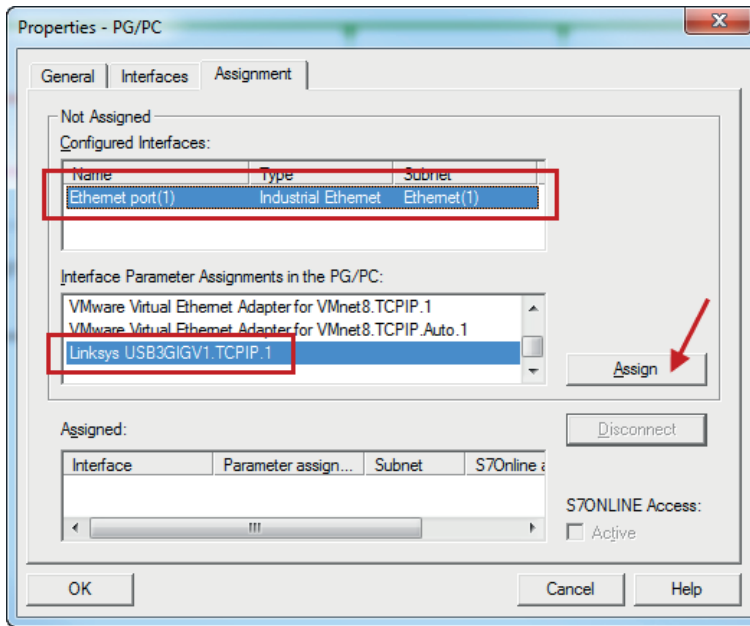 Properties - PG/PC
General Interfaces Assignment
Not Assigned
Configured Interfaces:
Name Type Subnet
Ethernet port(1) Industrial Ethernet Ethernet(1)
Interface Parameter Assignments in the PG/PC:
VMware Virtual Ethernet Adapter for VMnet8.TCPIP.1
VMware Virtual Ethernet Adapter for VMnet8.TCPIP.Auto.1
Linksys USB3GIGV1.TCPIP.1
Assign
Assigned:
Disconnect
Interface Parameter assign... Subnet S7Online a
S7ONLINE Access:
Active
OK Cancel Help